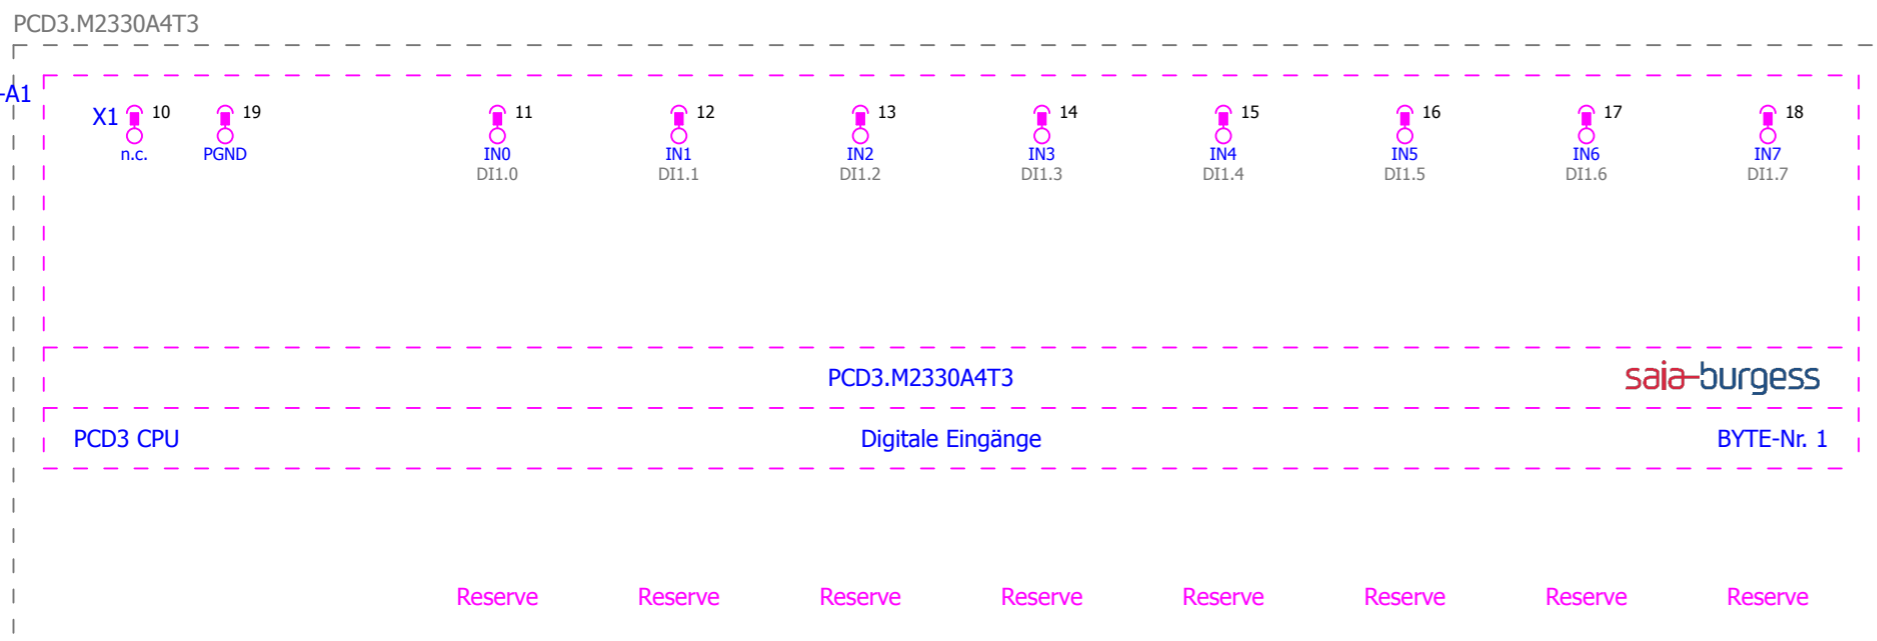 PCD3.M2330A4T3
-A1
X1 10 19 11 12 13 14 15 16 17 18
n.c. PGND IN0 IN1 IN2 IN3 IN4 IN5 IN6 IN7
DI1.0 DI1.1 DI1.2 DI1.3 DI1.4 DI1.5 DI1.6 DI1.7
PCD3.M2330A4T3 saia-burgess
PCD3 CPU Digitale Eingänge BYTE-Nr. 1
Reserve Reserve Reserve Reserve Reserve Reserve Reserve Reserve